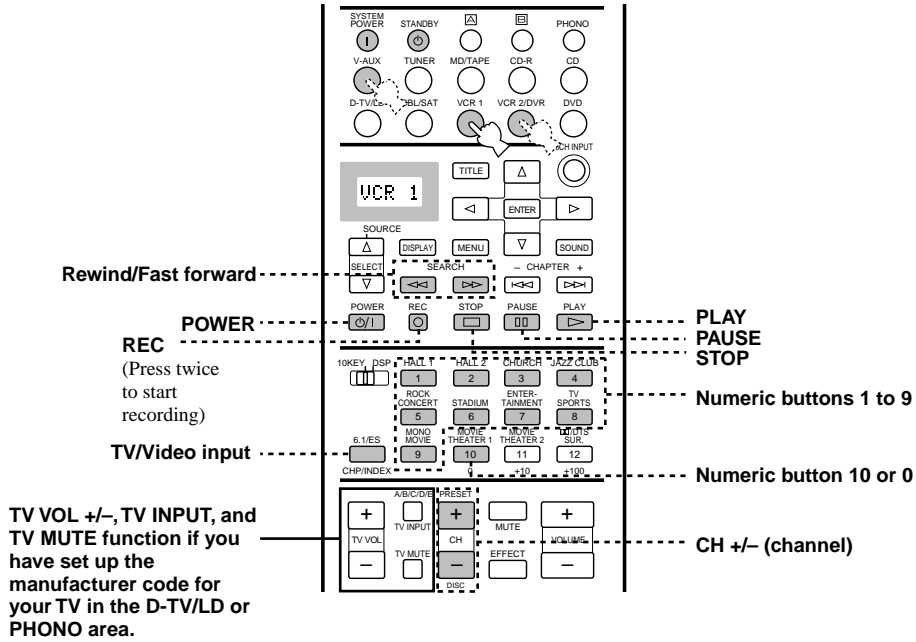 SYSTEM
POWER
STANDBY
A
B
PHONO
V-AUX
TUNER
MD/TAPE
CD-R
CD
VCR 1
VCR 2/DVR
DVD
TITLE
VCR 1
ENTER
SOURCE
SELECT
DISPLAY
MENU
SOUND
SEARCH
– CHAPTER +
Rewind/Fast forward
POWER
REC
STOP
PAUSE
PLAY
POWER
REC
(Press twice
to start
recording)
PLAY
PAUSE
STOP
10KEY DSP
HALL 1
HALL 2
CHURCH
JAZZ CLUB
1
2
3
4
ROCK
CONCERT
STADIUM
ENTER-
TAINMENT
TV
SPORTS
5
6
7
8
Numeric buttons 1 to 9
6.1/ES
MONO
MOVIE
MOVIE
THEATER 1
MOVIE
THEATER 2
/DTS
SUR.
9
10
11
12
TV/Video input
CHP/INDEX
0
+10
+100
Numeric button 10 or 0
A/B/C/D/E
PRESET
+
TV INPUT
+
MUTE
+
TV VOL
CH
VOLUME
–
TV MUTE
–
EFFECT
–
DISC
CH +/– (channel)
TV VOL +/–, TV INPUT, and
TV MUTE function if you
have set up the
manufacturer code for
your TV in the D-TV/LD or
PHONO area.